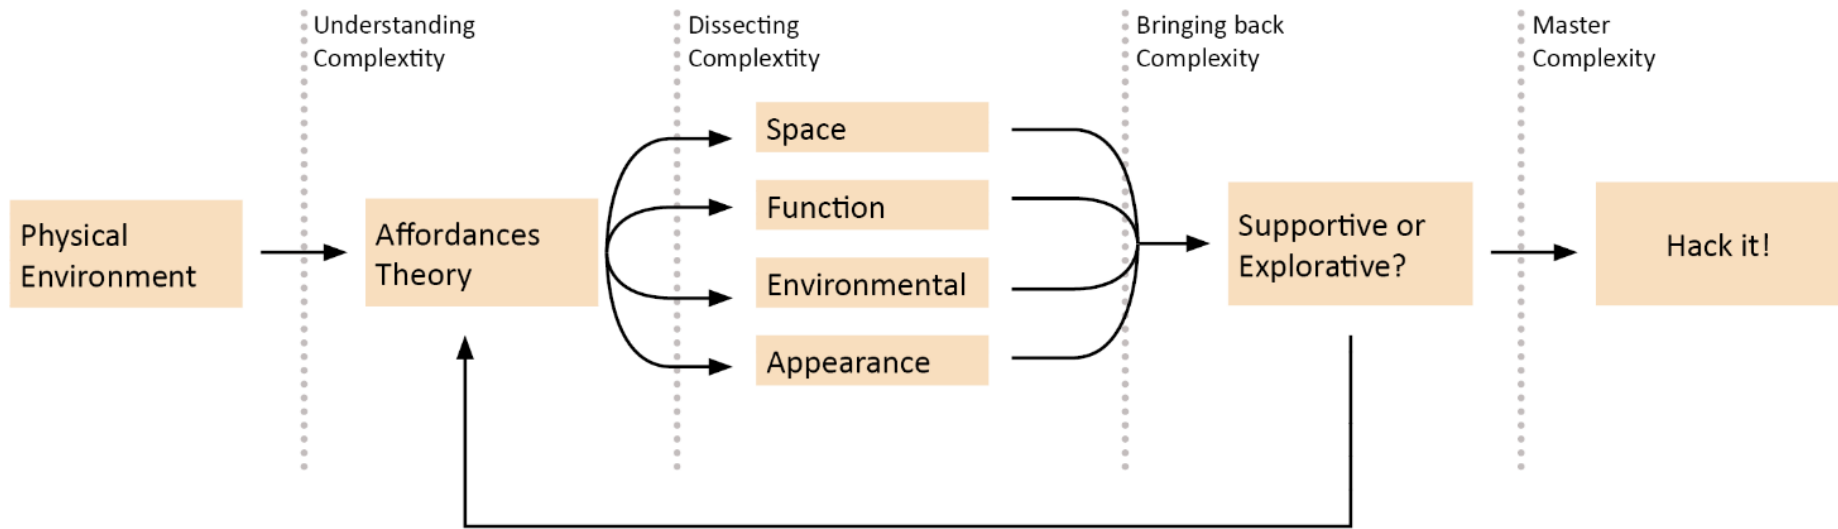 Understanding
Complextity
Dissecting
Complextity
Bringing back
Complexity
Master
Complexity
Physical
Environment
Affordances
Theory
Space
Function
Environmental
Appearance
Supportive or
Explorative?
Hack it!